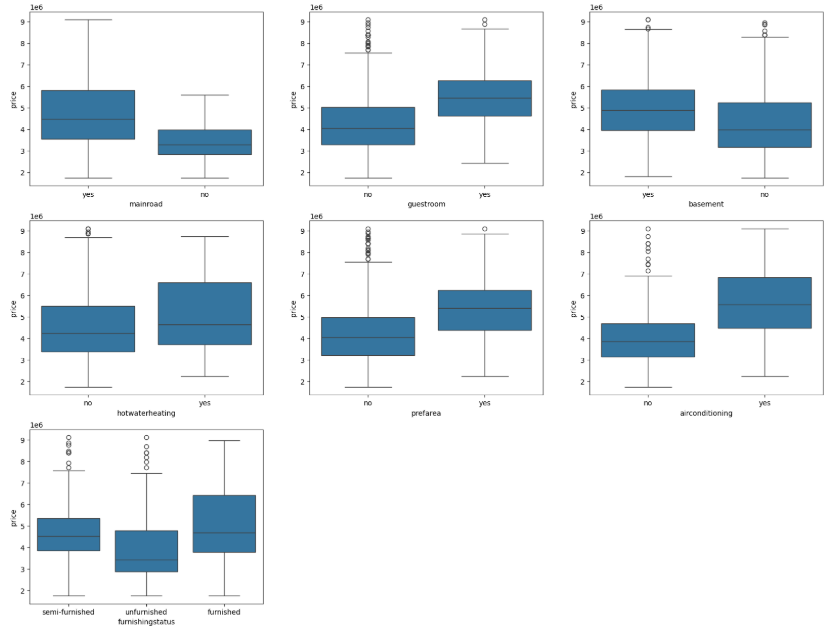 1e6
9
8
7
6
5
4
3
2
price
yes no
mainroad
1e6
9
8
7
6
5
4
3
2
price
no yes
guestroom
1e6
9
8
7
6
5
4
3
2
price
yes no
basement
1e6
9
8
7
6
5
4
3
2
price
no yes
hotwaterheating
1e6
9
8
7
6
5
4
3
2
price
no yes
prefarea
1e6
9
8
7
6
5
4
3
2
price
no yes
airconditioning
1e6
9
8
7
6
5
4
3
2
price
semi-furnished unfurnished furnished
furnishingstatus